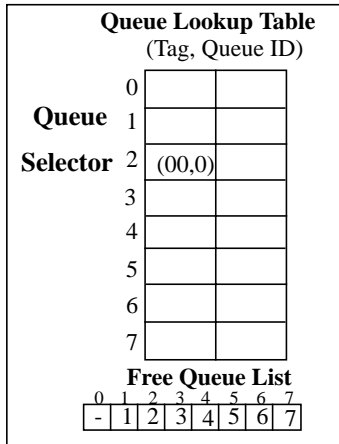 Queue Lookup Table
(Tag, Queue ID)
0
Queue 1
Selector 2 (00,0)
3
4
5
6
7
Free Queue List
0 1 2 3 4 5 6 7
- 1 2 3 4 5 6 7